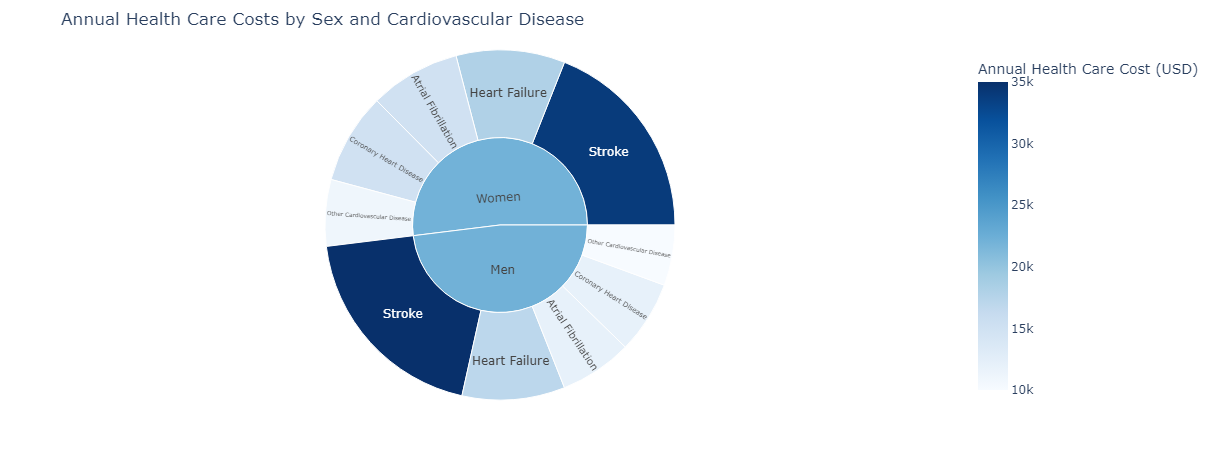 Annual Health Care Costs by Sex and Cardiovascular Disease
Heart Failure
Atrial Fibrillation
Stroke
Coronary Heart Disease
Women
Other Cardiovascular Disease
Other Cardiovascular Disease
Men
Coronary Heart Disease
Stroke
Atrial Fibrillation
Heart Failure
Annual Health Care Cost (USD)
35k
30k
25k
20k
15k
10k